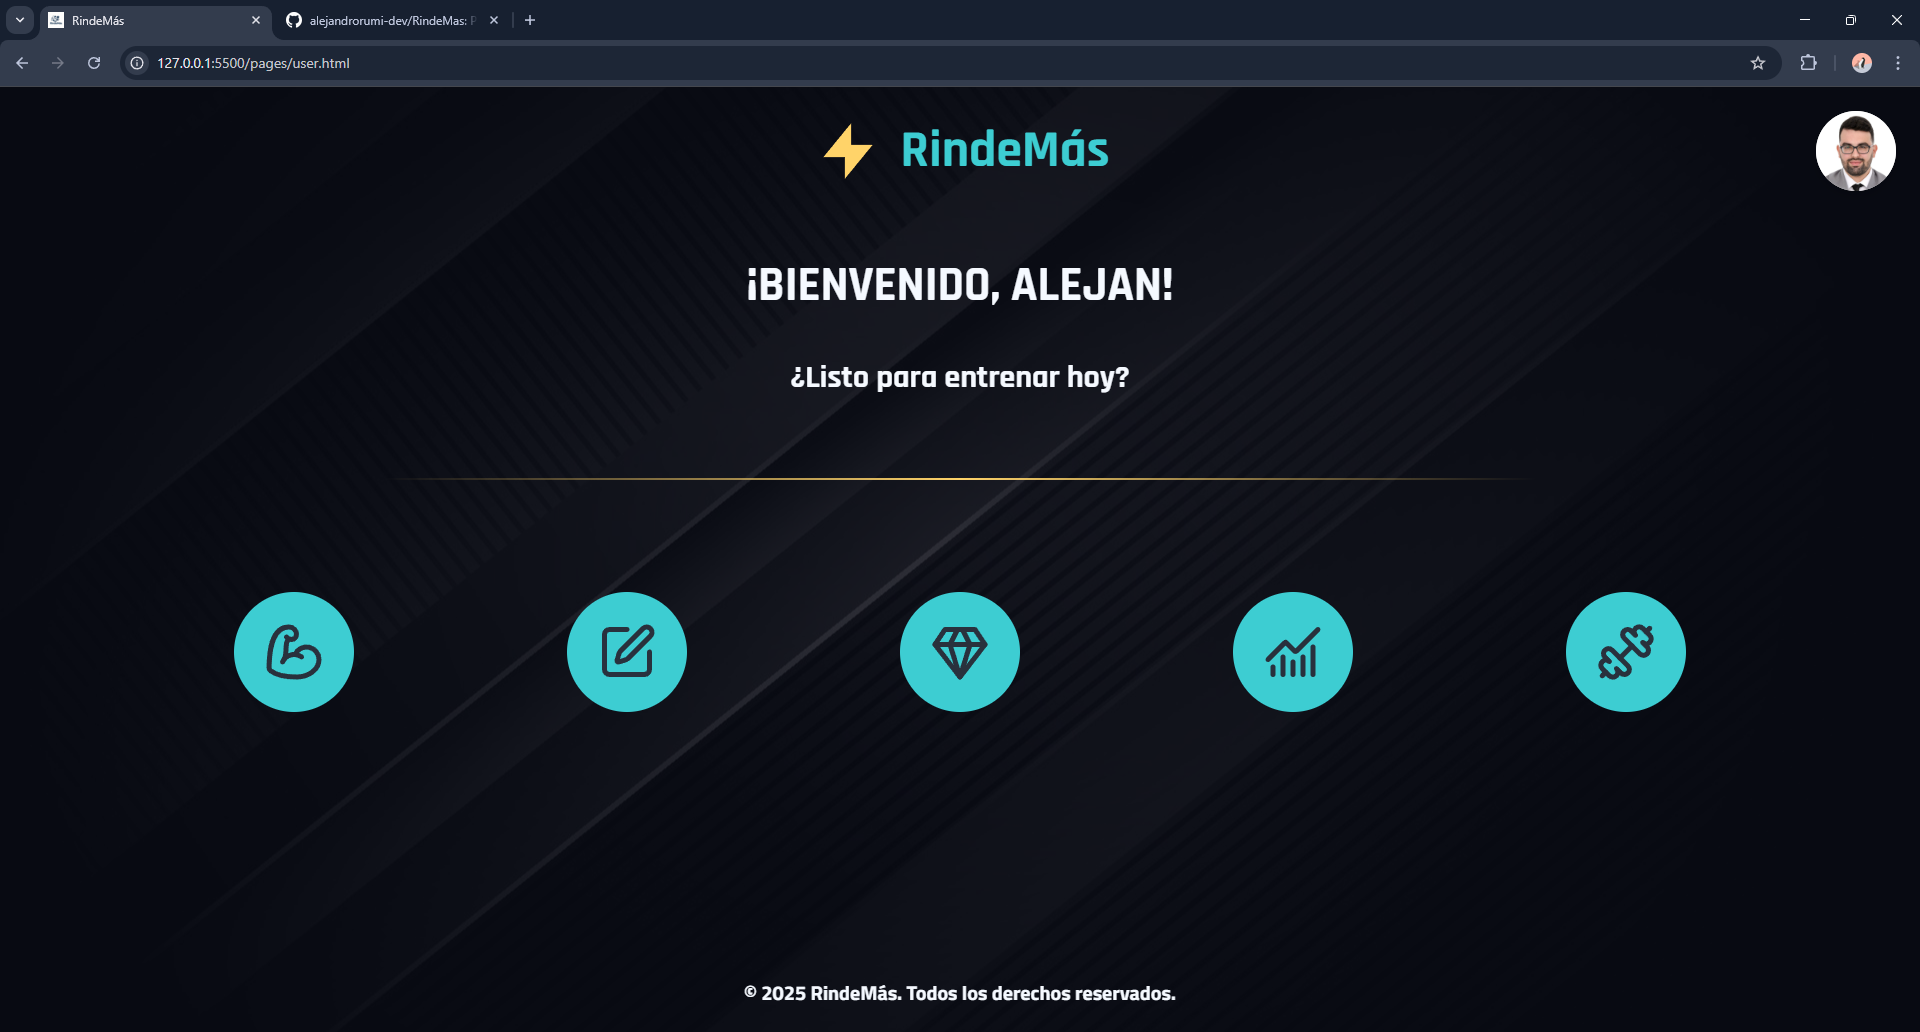 RindeMás
alejandrorumi-dev/RindeMas: P
127.0.0.1:5500/pages/user.html
RindeMás
¡BIENVENIDO, ALEJAN!
¿Listo para entrenar hoy?
© 2025 RindeMás. Todos los derechos reservados.